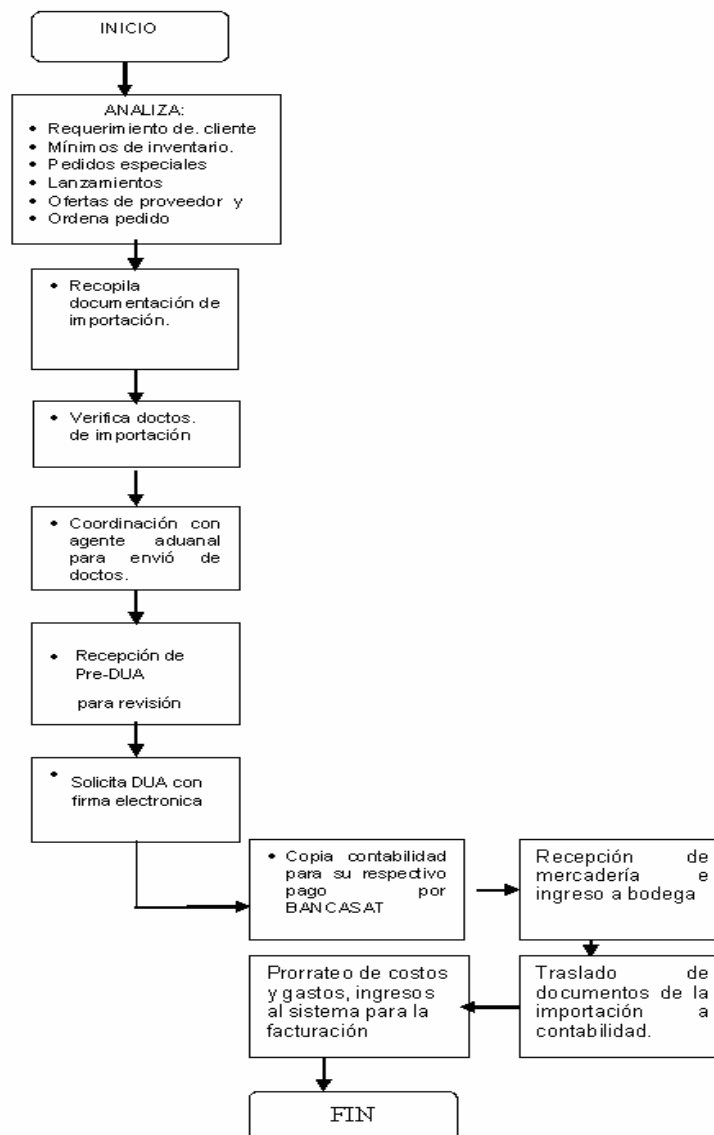 INICIO
ANALIZA:
• Requerimiento de. cliente
• Mínimos de inventario.
• Pedidos especiales
• Lanzamientos
• Ofertas de proveedor y
• Ordena pedido
• Recopila
documentación de
importación.
• Verifica doctos.
de importación
• Coordinación con
agente aduanal
para envió de
doctos.
• Recepción de
Pre-DUA
para revisión
• Solicita DUA con
firma electronica
• Copia contabilidad
para su respectivo
pago por
BANCASAT
Recepción de
mercadería e
ingreso a bodega
Traslado de
documentos de la
importación a
contabilidad.
Prorrateo de costos
y gastos, ingresos
al sistema para la
facturación
FIN